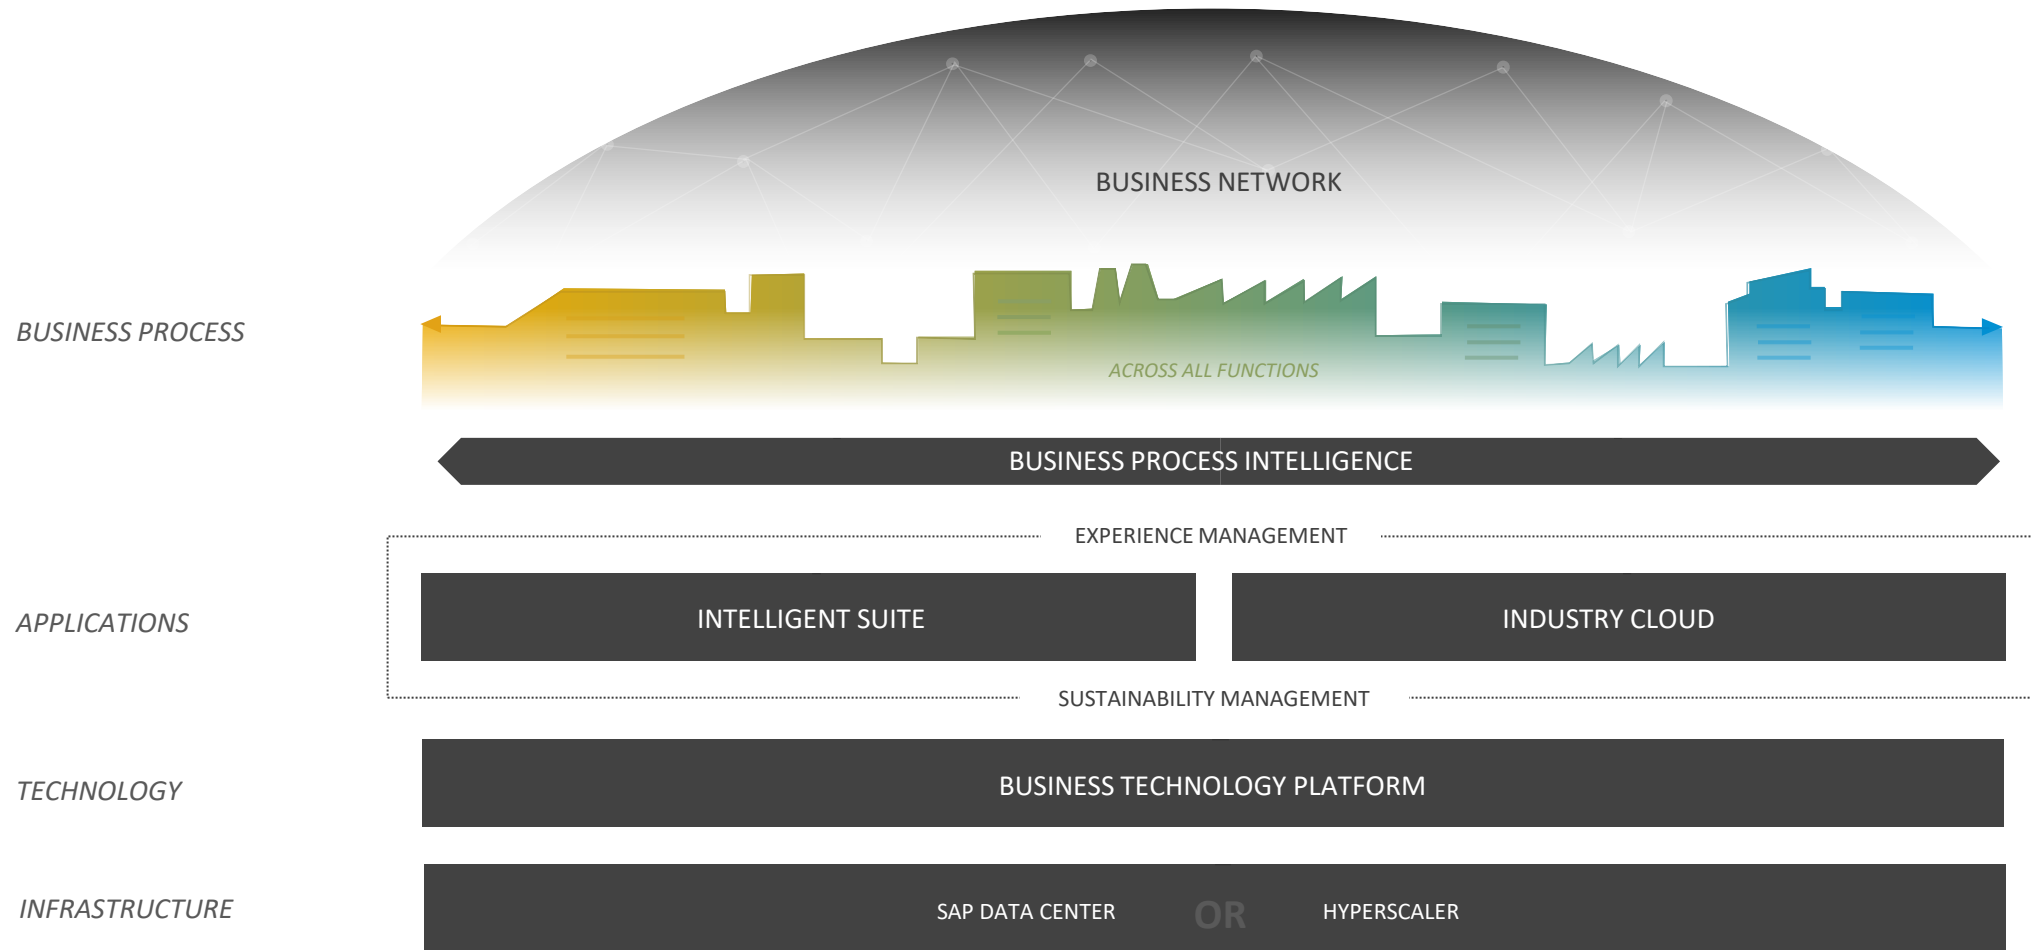 BUSINESS NETWORK
BUSINESS PROCESS
ACROSS ALL FUNCTIONS
BUSINESS PROCESS INTELLIGENCE
EXPERIENCE MANAGEMENT
APPLICATIONS
INTELLIGENT SUITE
INDUSTRY CLOUD
SUSTAINABILITY MANAGEMENT
TECHNOLOGY
BUSINESS TECHNOLOGY PLATFORM
INFRASTRUCTURE
SAP DATA CENTER OR HYPERSCALER